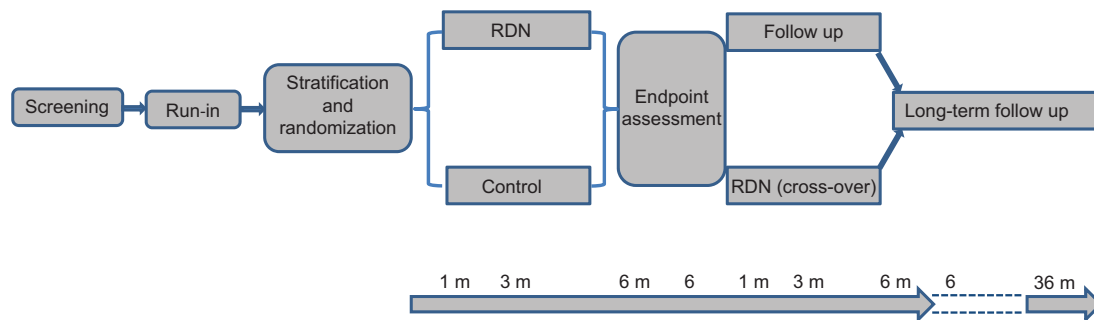 RDN
Follow up
Screening
Run-in
Stratification
and
randomization
Endpoint
assessment
Long-term follow up
Control
RDN (cross-over)
1 m 3 m 6 m 6 1 m 3 m 6 m 6 36 m